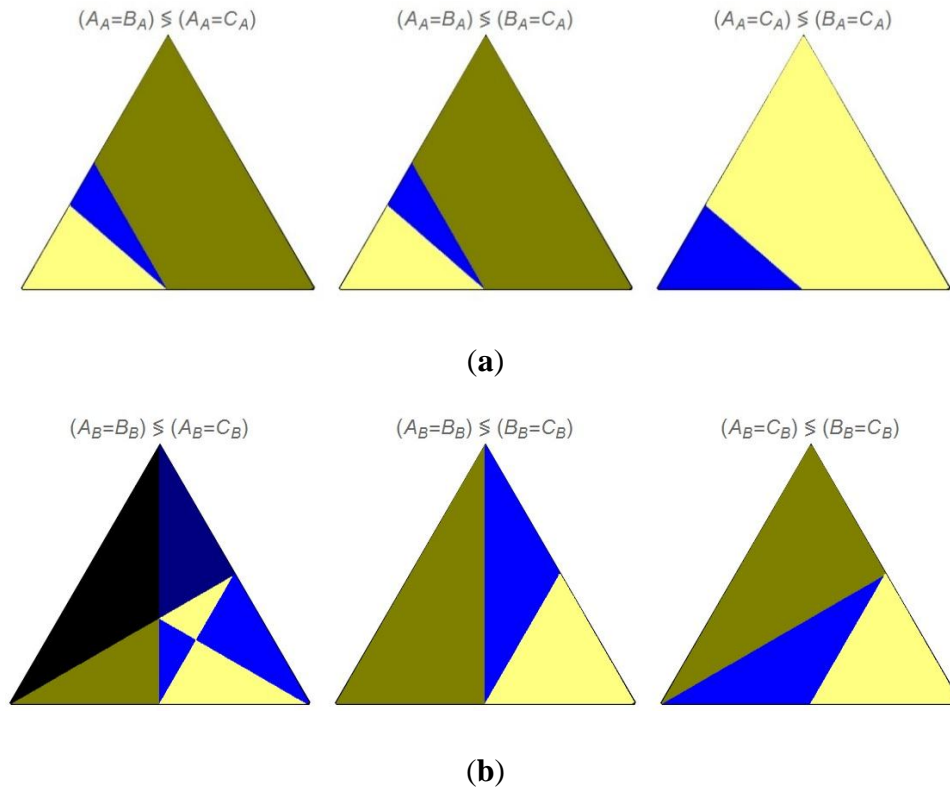 (A_A=B_A) ≶ (A_A=C_A) (A_A=B_A) ≶ (B_A=C_A) (A_A=C_A) ≶ (B_A=C_A)
(a)
(A_B=B_B) ≶ (A_B=C_B) (A_B=B_B) ≶ (B_B=C_B) (A_B=C_B) ≶ (B_B=C_B)
(b)